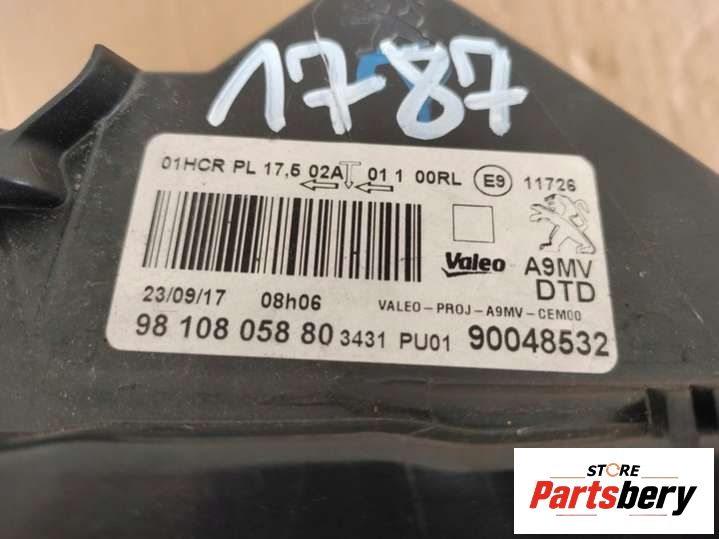 1787
01HCR PL 17,5 02A 01 1 00RL E9 11726
Valeo A9MV
DTD
23/09/17 08h06 VALEO-PROJ-A9MV-CEM00
98 108 058 80 3431 PU01 90048532
STORE
Partsbery